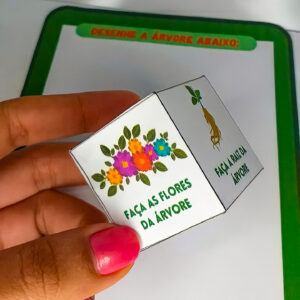 DESENHE A ÁRVORE ABAIXO:
FAÇA AS FLORES
DA ÁRVORE
FAÇA A RAIZ DA
ÁRVORE